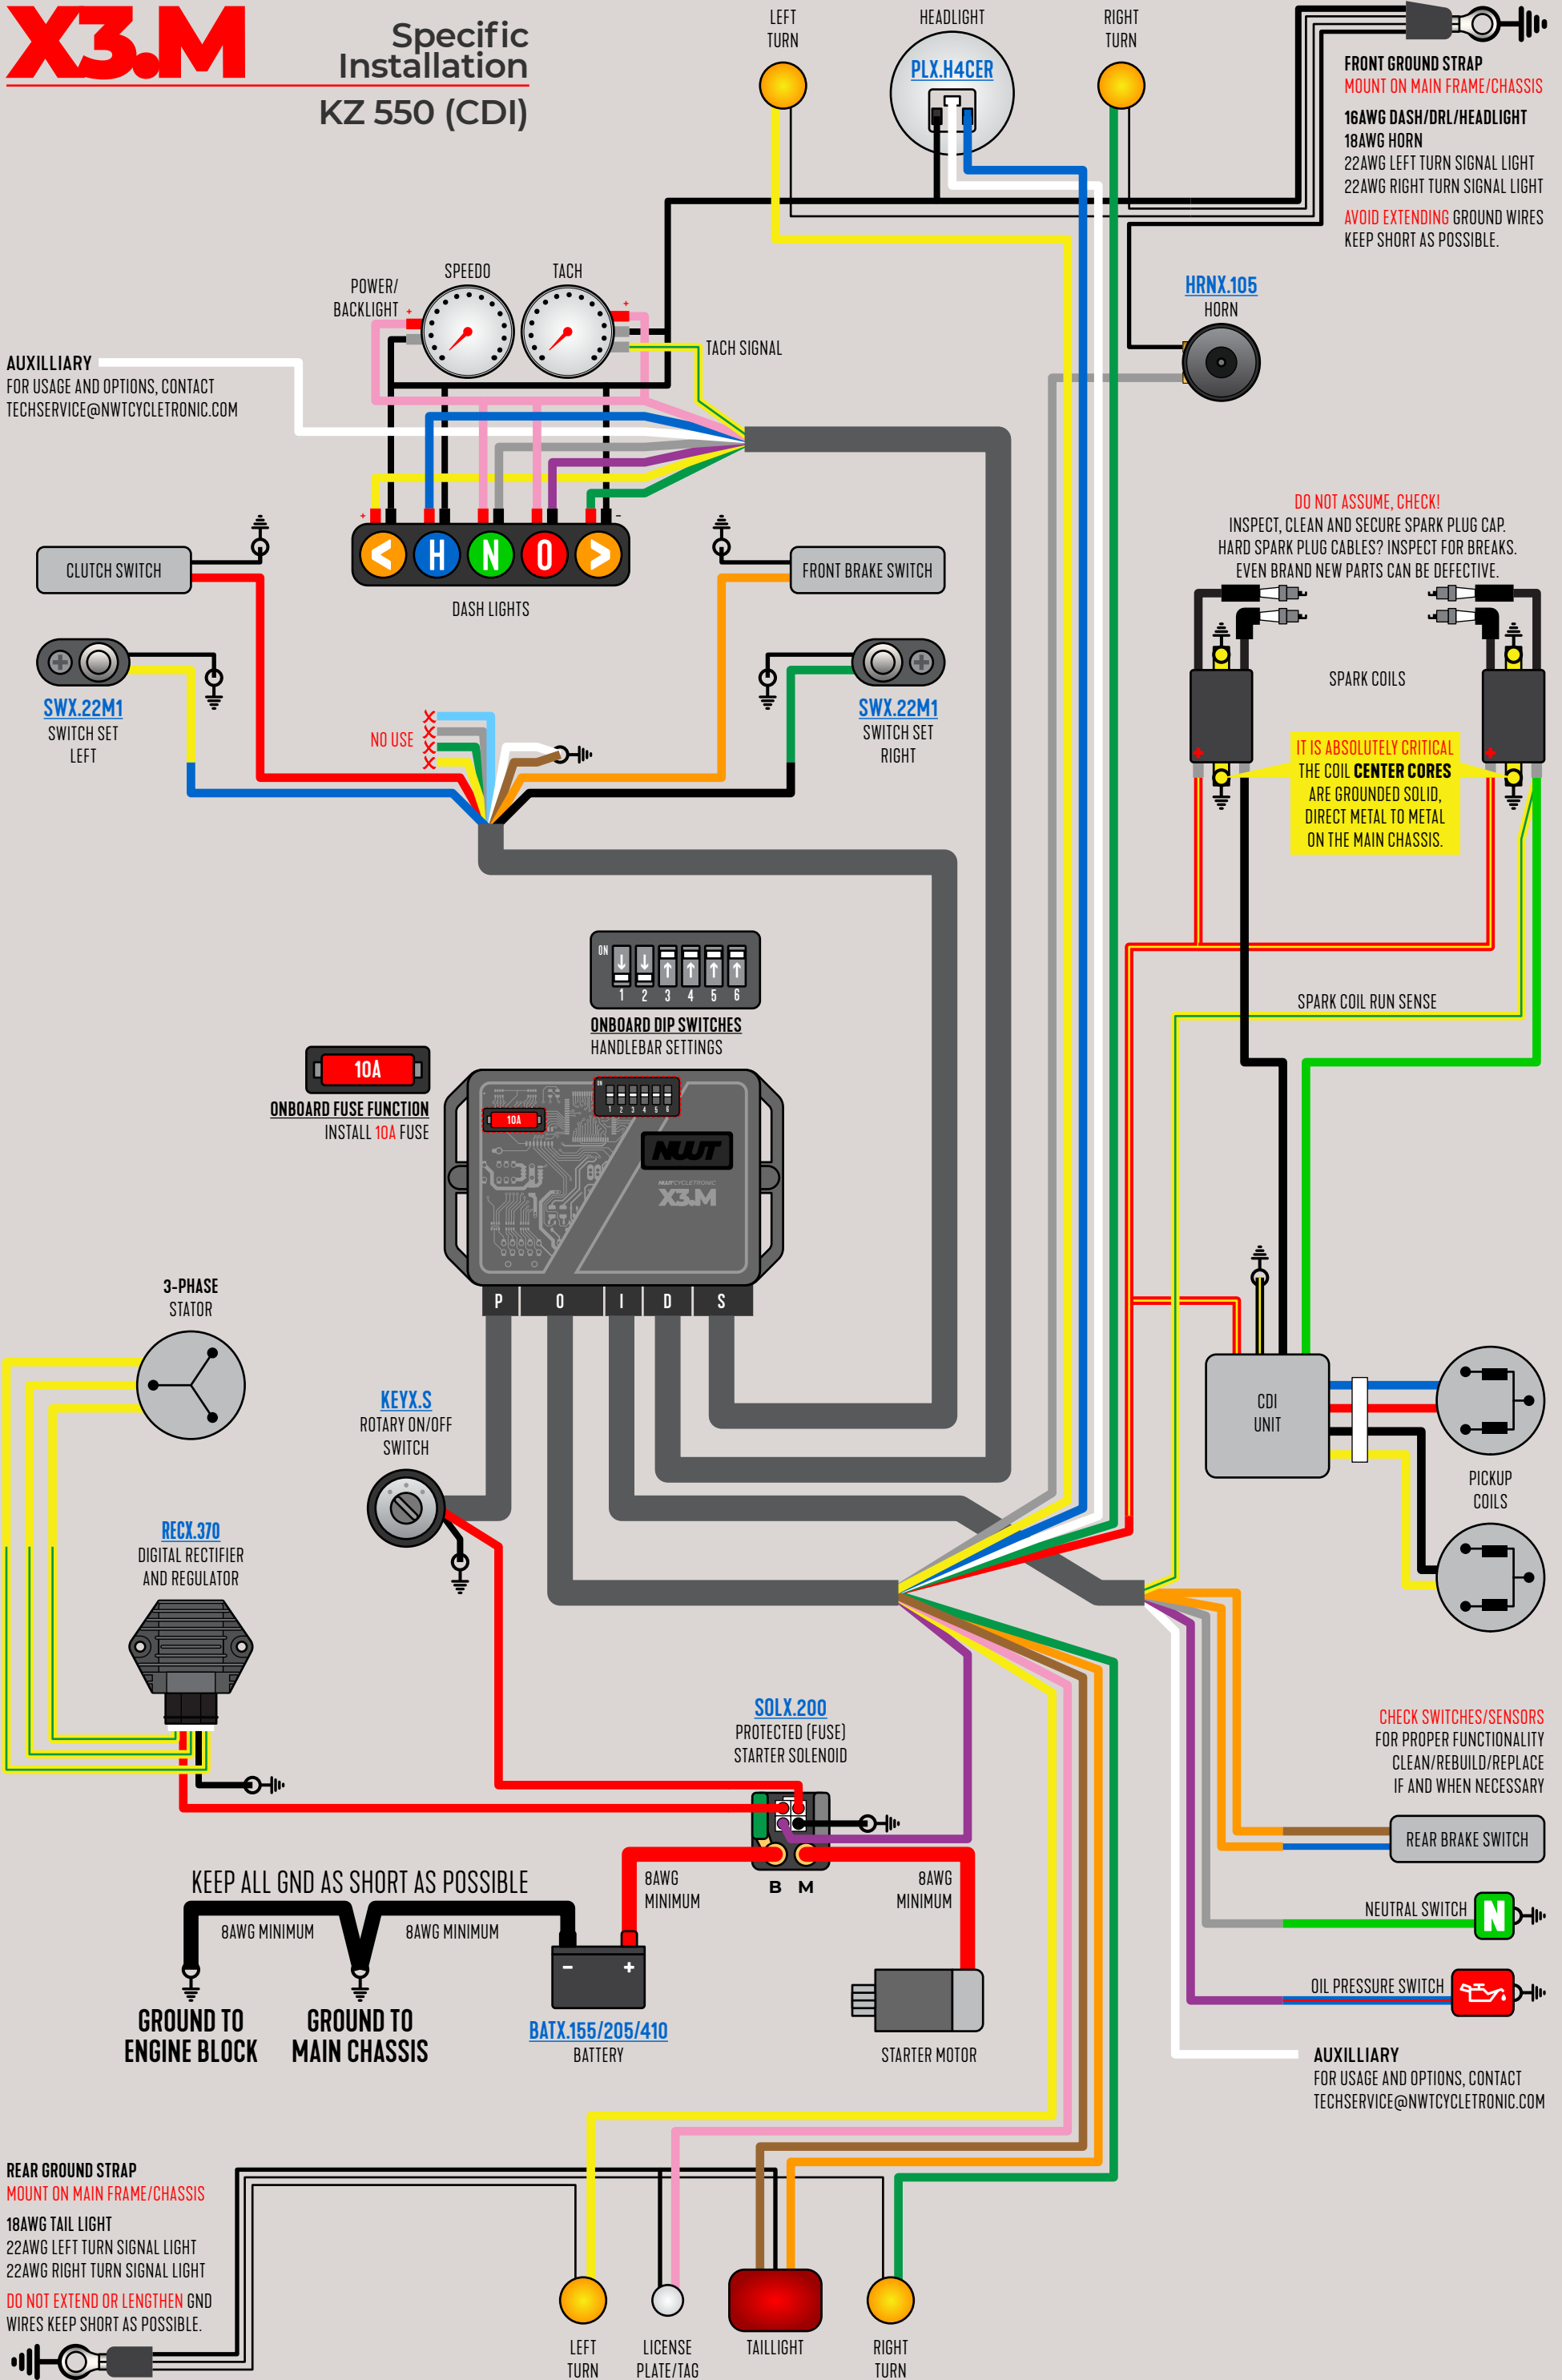 X3.M
Specific
Installation
KZ 550 (CDI)
LEFT
TURN
HEADLIGHT
PLX.H4CER
RIGHT
TURN
FRONT GROUND STRAP
MOUNT ON MAIN FRAME/CHASSIS
16AWG DASH/DRL/HEADLIGHT
18AWG HORN
22AWG LEFT TURN SIGNAL LIGHT
22AWG RIGHT TURN SIGNAL LIGHT
AVOID EXTENDING GROUND WIRES
KEEP SHORT AS POSSIBLE.
HRNX.105
HORN
POWER/
BACKLIGHT
SPEEDO
TACH
+
+
TACH SIGNAL
AUXILLIARY
FOR USAGE AND OPTIONS, CONTACT
TECHSERVICE@NWTCYCLETRONIC.COM
+
-
< H N O >
DASH LIGHTS
CLUTCH SWITCH
FRONT BRAKE SWITCH
SWX.22M1
SWITCH SET
LEFT
SWX.22M1
SWITCH SET
RIGHT
X
X
X
X
NO USE
DO NOT ASSUME, CHECK!
INSPECT, CLEAN AND SECURE SPARK PLUG CAP.
HARD SPARK PLUG CABLES? INSPECT FOR BREAKS.
EVEN BRAND NEW PARTS CAN BE DEFECTIVE.
SPARK COILS
+
+
IT IS ABSOLUTELY CRITICAL
THE COIL CENTER CORES
ARE GROUNDED SOLID,
DIRECT METAL TO METAL
ON THE MAIN CHASSIS.
SPARK COIL RUN SENSE
ON
1 2 3 4 5 6
ONBOARD DIP SWITCHES
HANDLEBAR SETTINGS
10A
ONBOARD FUSE FUNCTION
INSTALL 10A FUSE
10A
ON
1 2 3 4 5 6
NWT
NWTCYCLETRONIC
X3.M
P O I D S
3-PHASE
STATOR
KEYX.S
ROTARY ON/OFF
SWITCH
RECX.370
DIGITAL RECTIFIER
AND REGULATOR
CDI
UNIT
PICKUP
COILS
SOLX.200
PROTECTED (FUSE)
STARTER SOLENOID
B M
8AWG
MINIMUM
8AWG
MINIMUM
KEEP ALL GND AS SHORT AS POSSIBLE
8AWG MINIMUM
8AWG MINIMUM
GROUND TO
ENGINE BLOCK
GROUND TO
MAIN CHASSIS
- +
BATX.155/205/410
BATTERY
STARTER MOTOR
CHECK SWITCHES/SENSORS
FOR PROPER FUNCTIONALITY
CLEAN/REBUILD/REPLACE
IF AND WHEN NECESSARY
REAR BRAKE SWITCH
NEUTRAL SWITCH
N
OIL PRESSURE SWITCH
AUXILLIARY
FOR USAGE AND OPTIONS, CONTACT
TECHSERVICE@NWTCYCLETRONIC.COM
REAR GROUND STRAP
MOUNT ON MAIN FRAME/CHASSIS
18AWG TAIL LIGHT
22AWG LEFT TURN SIGNAL LIGHT
22AWG RIGHT TURN SIGNAL LIGHT
DO NOT EXTEND OR LENGTHEN GND
WIRES KEEP SHORT AS POSSIBLE.
LEFT
TURN
LICENSE
PLATE/TAG
TAILLIGHT
RIGHT
TURN